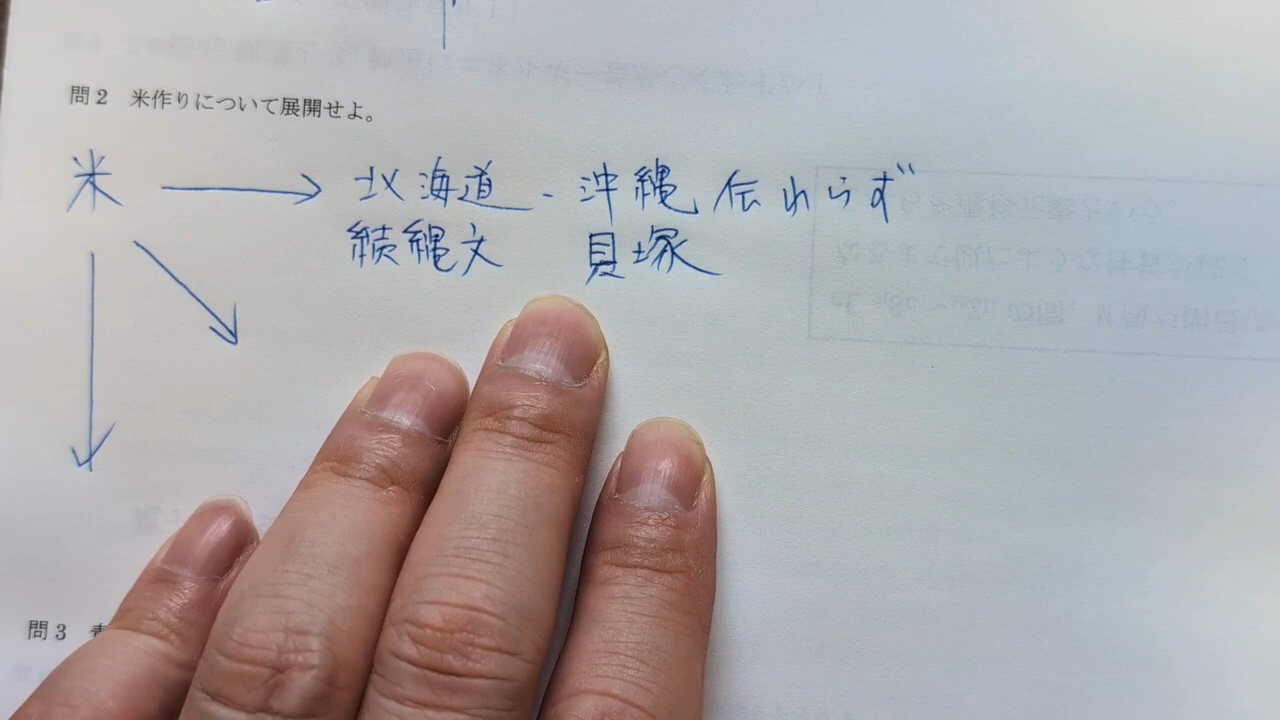 問2 米作りについて展開せよ。
米 → 北海道、沖縄 伝わらず
続縄文 貝塚
問3